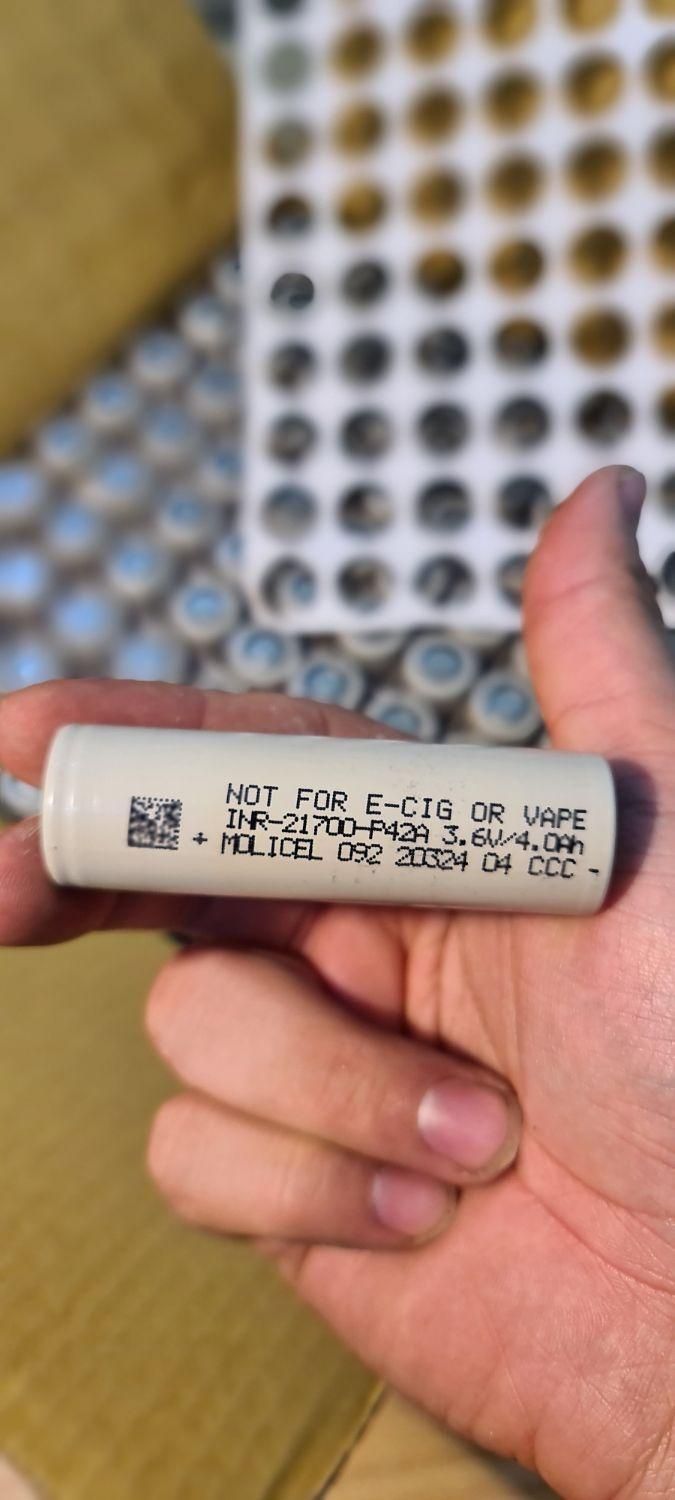 NOT FOR E-CIG OR VAPE
INR-21700-P42A 3.6V/4.0Ah
+ MOLICEL 092 20324 04 CCC -